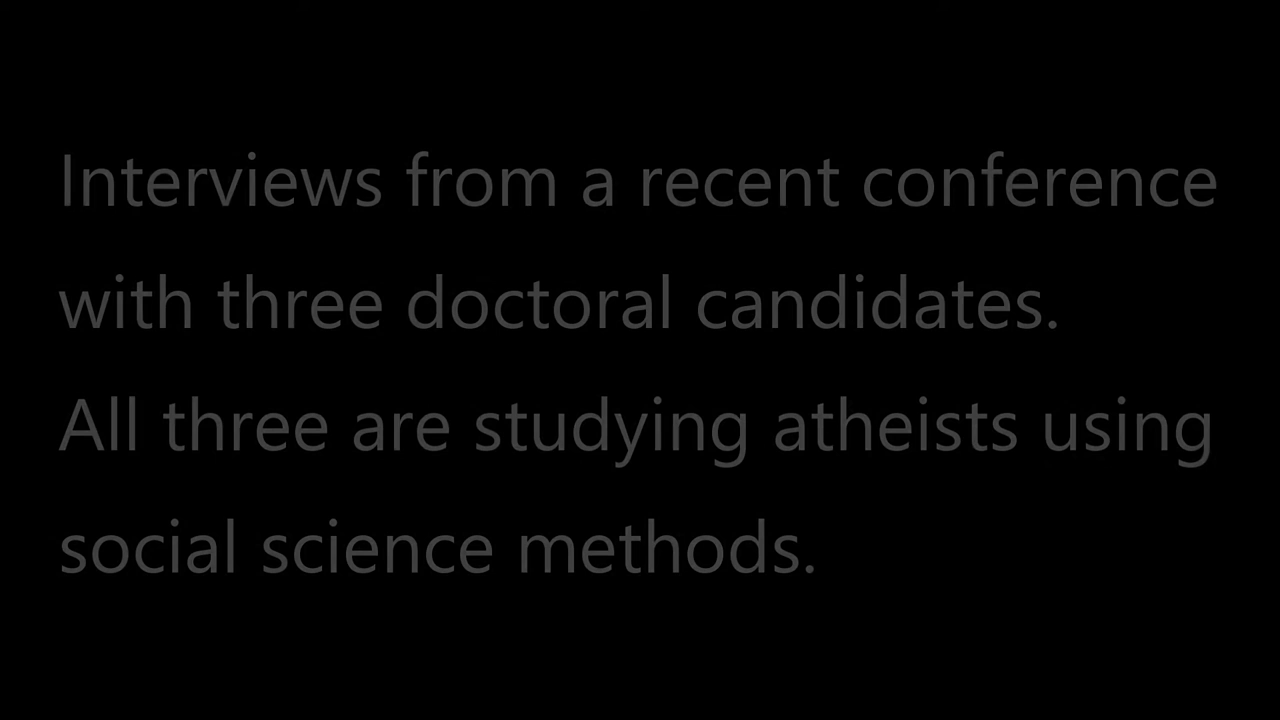 Interviews from a recent conference
with three doctoral candidates.
All three are studying atheists using
social science methods.